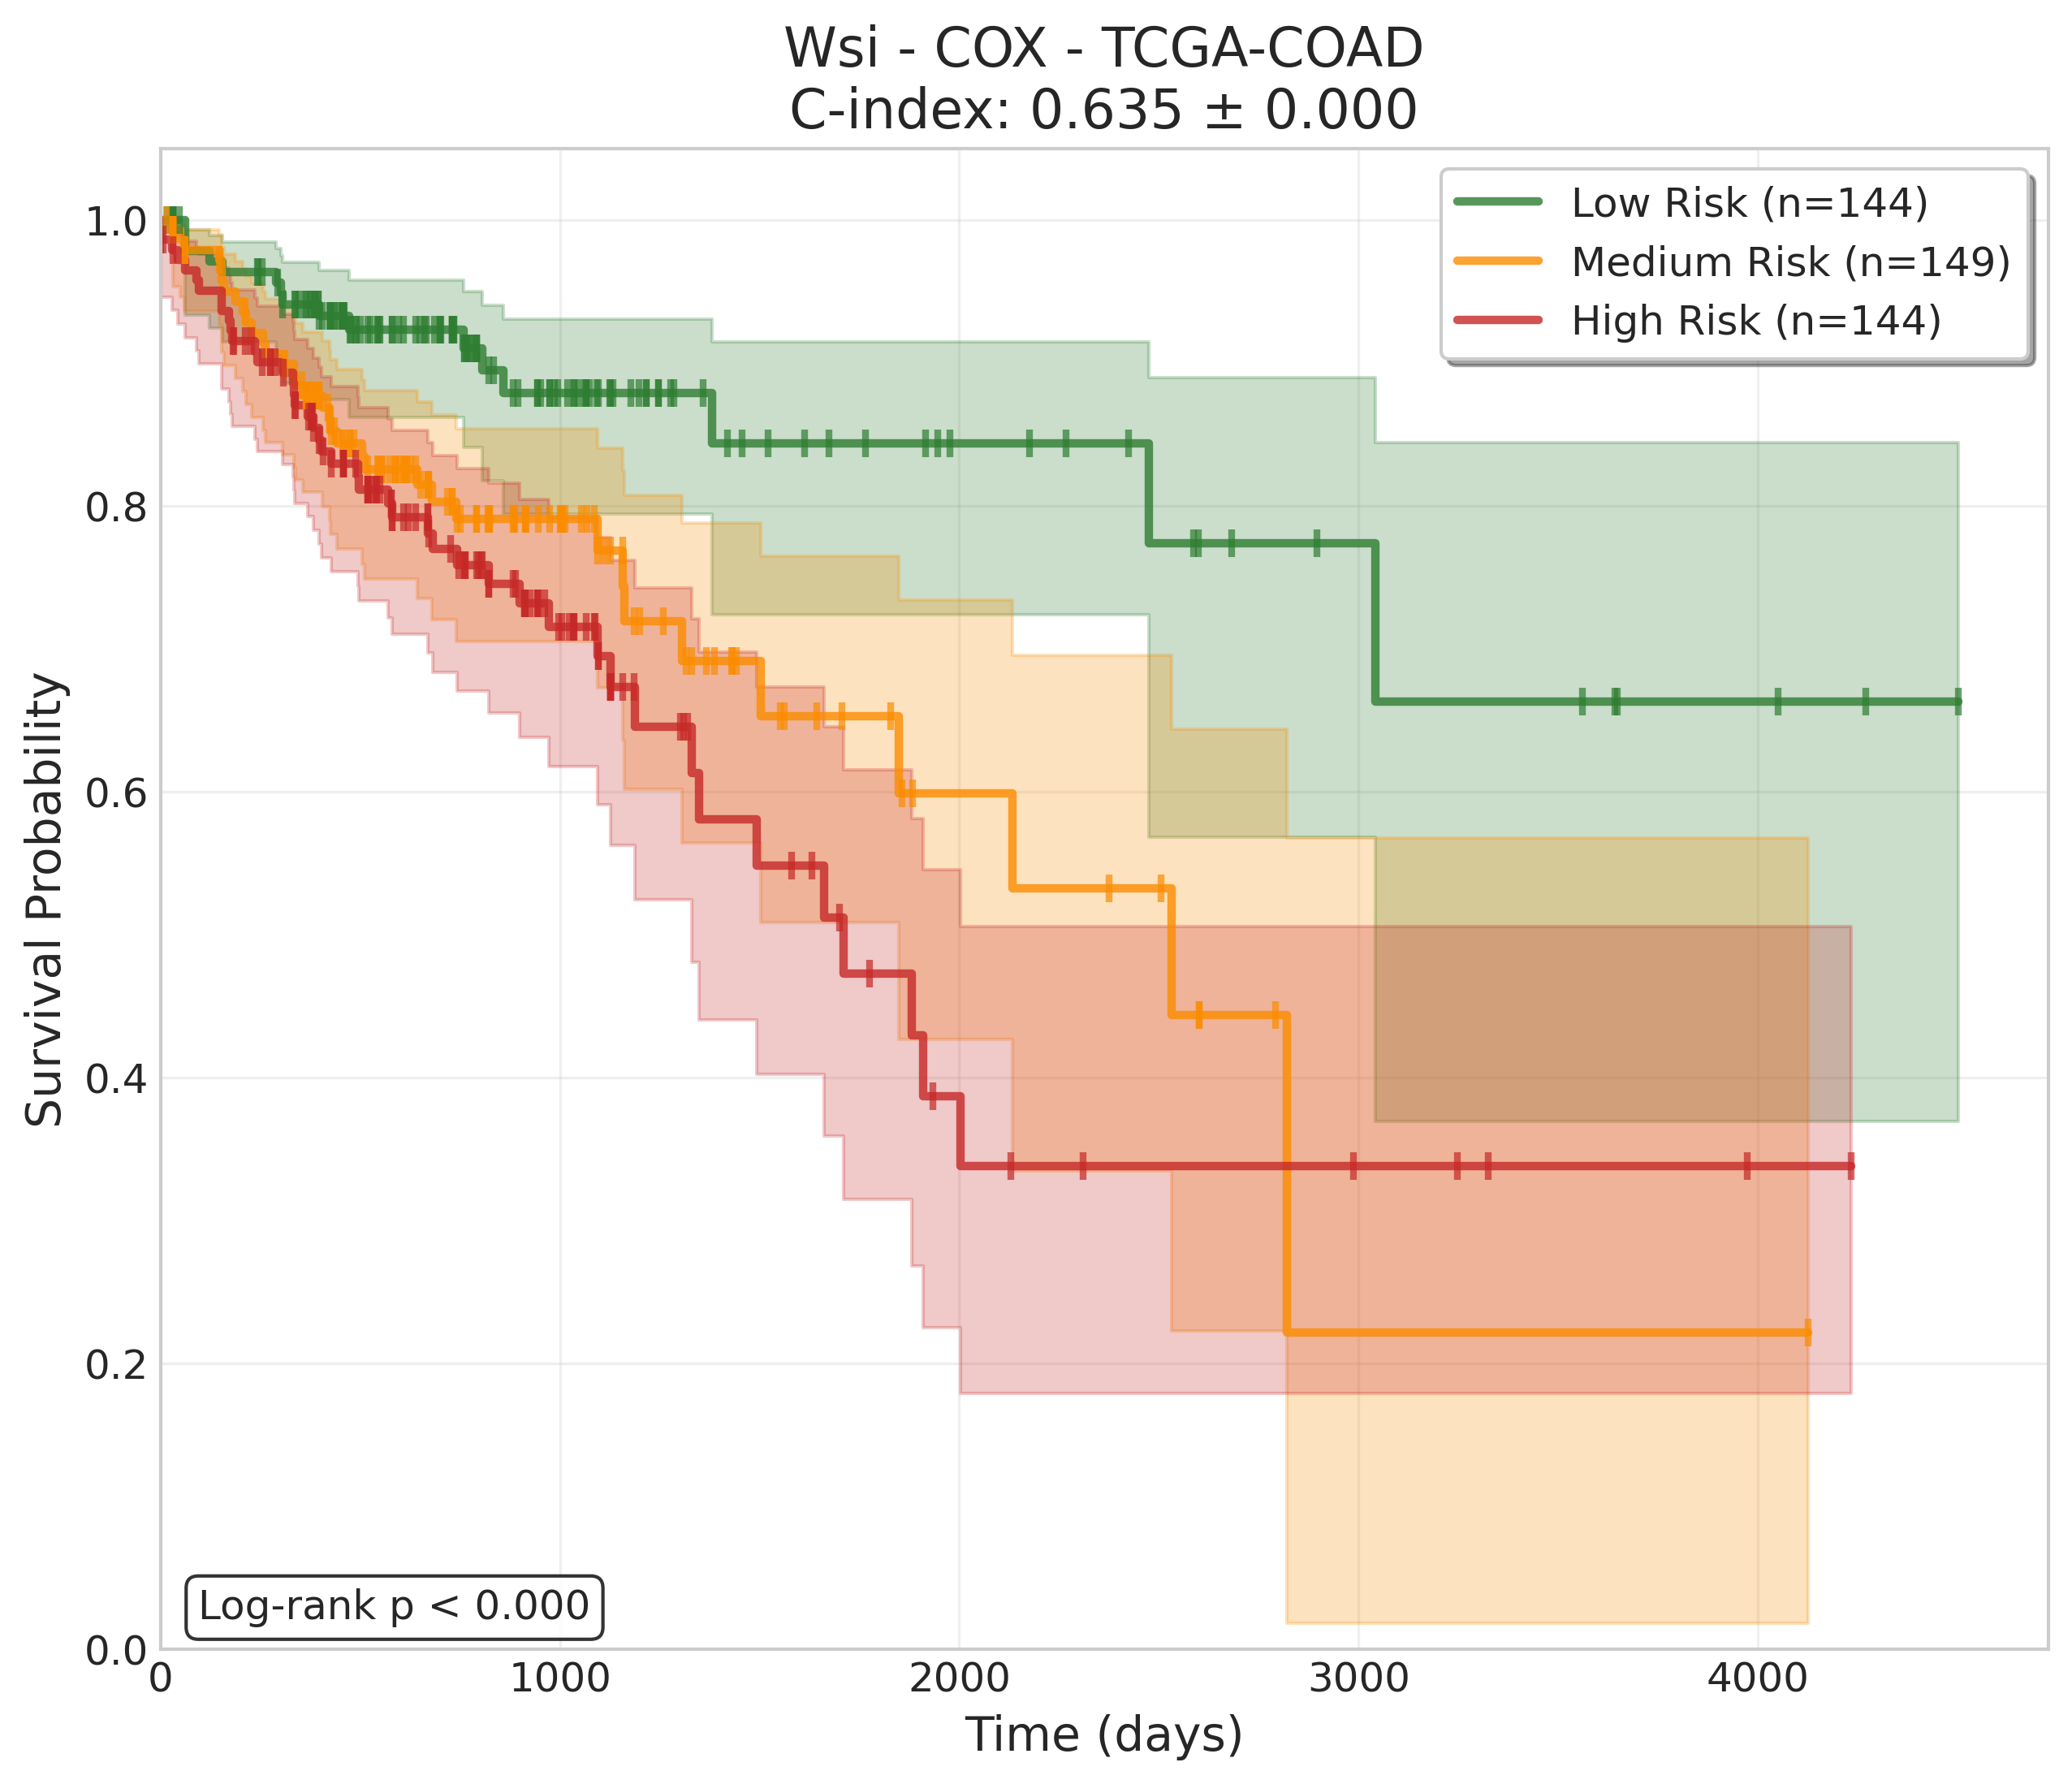 Wsi - COX - TCGA-COAD
C-index: 0.635 ± 0.000
Low Risk (n=144)
Medium Risk (n=149)
High Risk (n=144)
Survival Probability
1.0
0.8
0.6
0.4
0.2
0.0
Log-rank p < 0.000
0 1000 2000 3000 4000
Time (days)